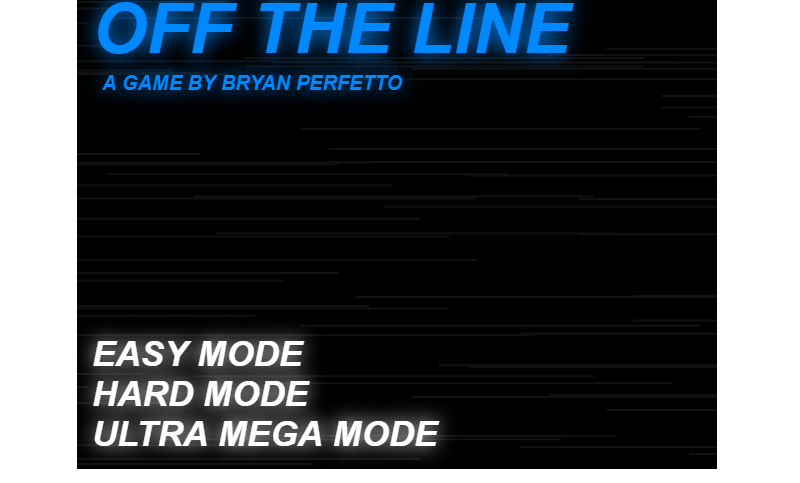 OFF THE LINE
A GAME BY BRYAN PERFETTO
EASY MODE
HARD MODE
ULTRA MEGA MODE